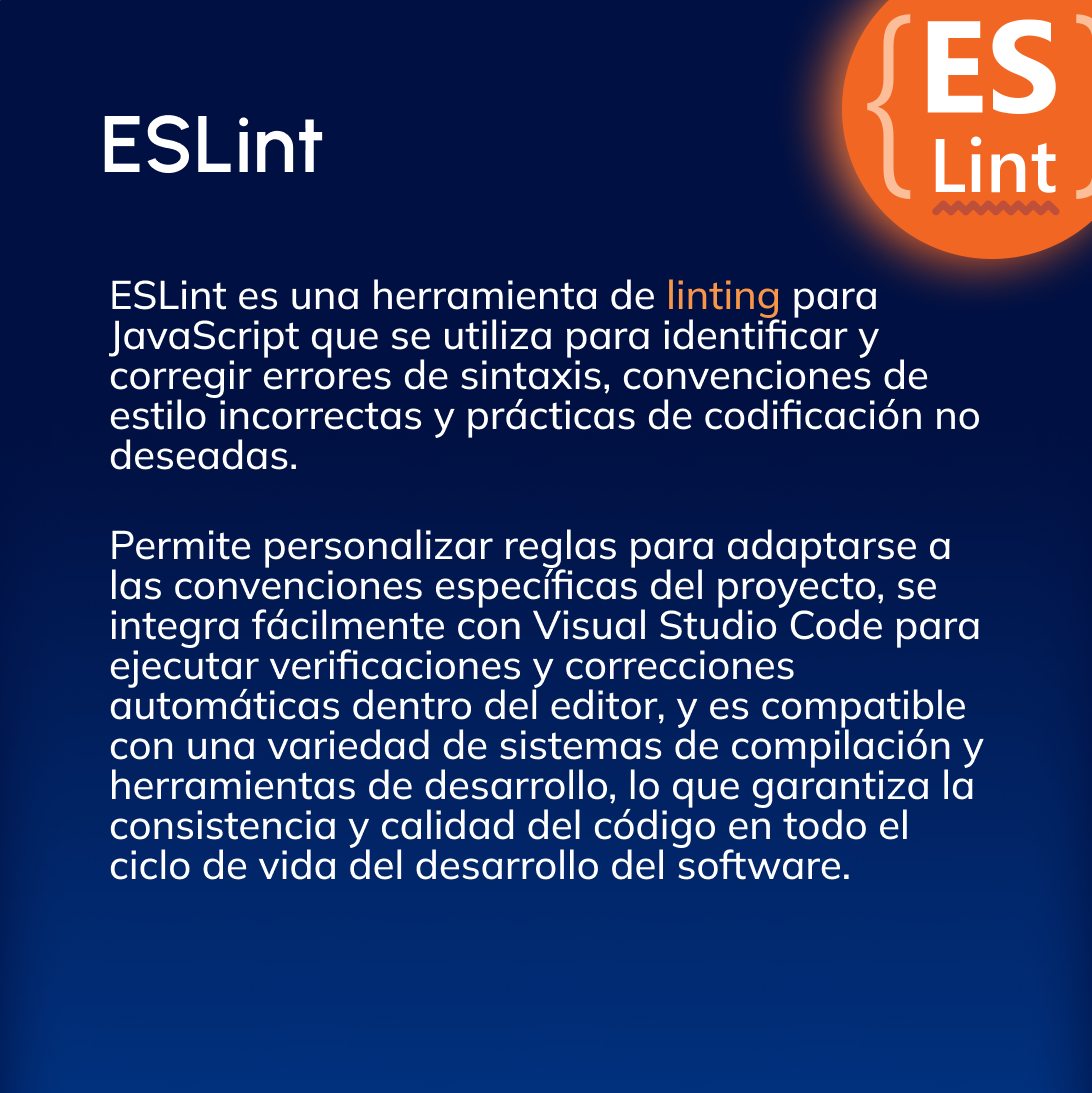 { ES
Lint
ESLint
ESLint es una herramienta de linting para
JavaScript que se utiliza para identificar y
corregir errores de sintaxis, convenciones de
estilo incorrectas y prácticas de codificación no
deseadas.
Permite personalizar reglas para adaptarse a
las convenciones específicas del proyecto, se
integra fácilmente con Visual Studio Code para
ejecutar verificaciones y correcciones
automáticas dentro del editor, y es compatible
con una variedad de sistemas de compilación y
herramientas de desarrollo, lo que garantiza la
consistencia y calidad del código en todo el
ciclo de vida del desarrollo del software.